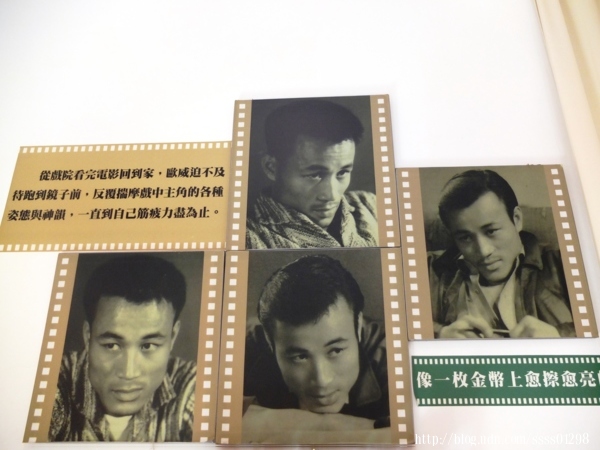 從戲院看完電影回到家，歐威迫不及
待跑到鏡子前，反覆揣摩戲中主角的各種
姿態與神韻，一直到自己筋疲力盡為止。
像一枚金幣上愈擦愈亮